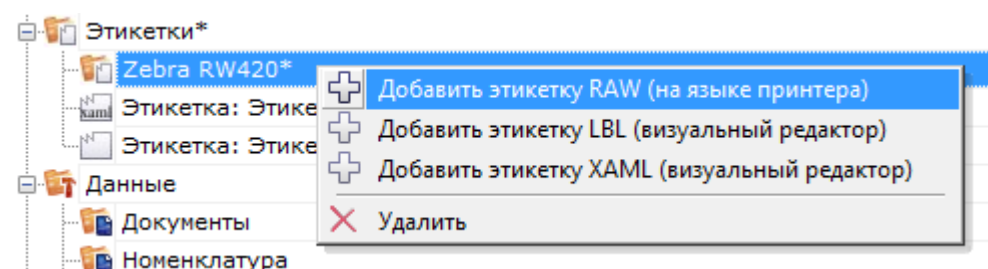 Этикетки*
Zebra RW420*
Добавить этикетку RAW (на языке принтера)
xaml Этикетка: Этике
Добавить этикетку LBL (визуальный редактор)
Этикетка: Этике
Добавить этикетку XAML (визуальный редактор)
Данные
Документы
Удалить
Номенклатура